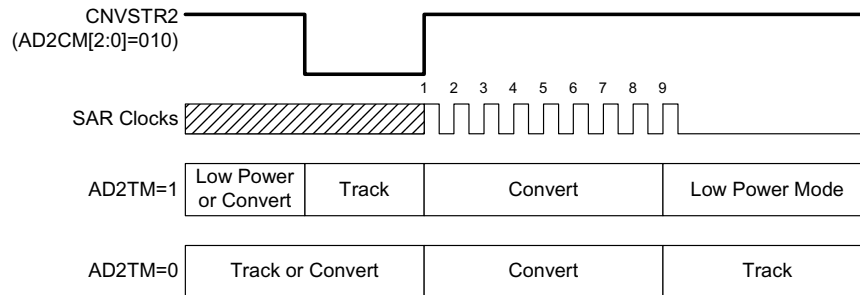 CNVSTR2
(AD2CM[2:0]=010)
1 2 3 4 5 6 7 8 9
SAR Clocks
AD2TM=1
Low Power
or Convert
Track
Convert
Low Power Mode
AD2TM=0
Track or Convert
Convert
Track